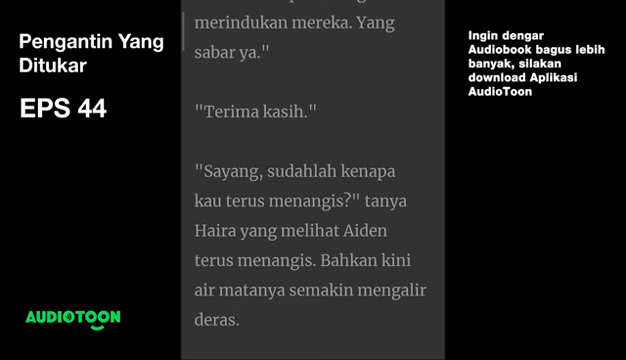 Pengantin Yang
Ditukar
EPS 44
merindukan mereka. Yang
sabar ya."
"Terima kasih."
"Sayang, sudahlah kenapa
kau terus menangis?" tanya
Haira yang melihat Aiden
terus menangis. Bahkan kini
air matanya semakin mengalir
deras.
Ingin dengar
Audiobook bagus lebih
banyak, silakan
download Aplikasi
AudioToon
AUDIOTOON